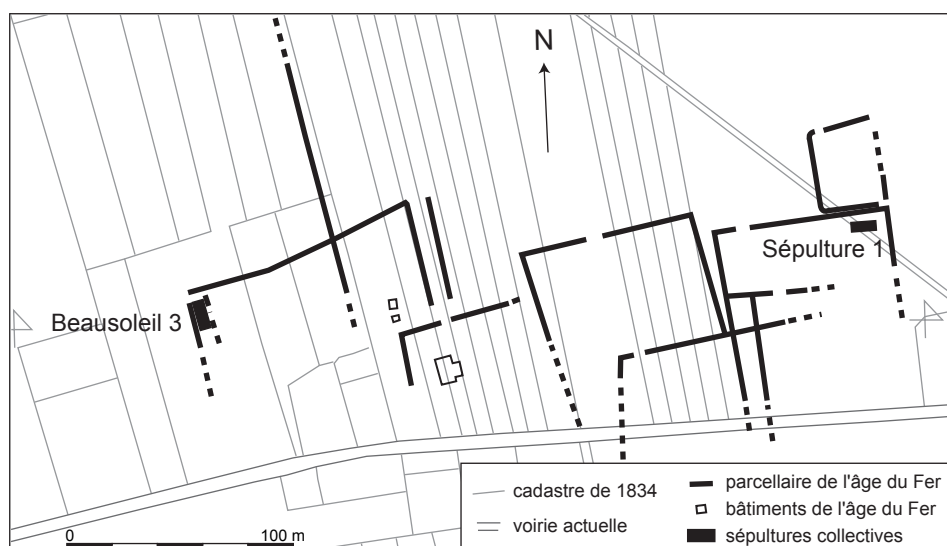 N
Sépulture 1
Beausoleil 3
0 100 m
cadastre de 1834
voirie actuelle
parcellaire de l'âge du Fer
bâtiments de l'âge du Fer
sépultures collectives